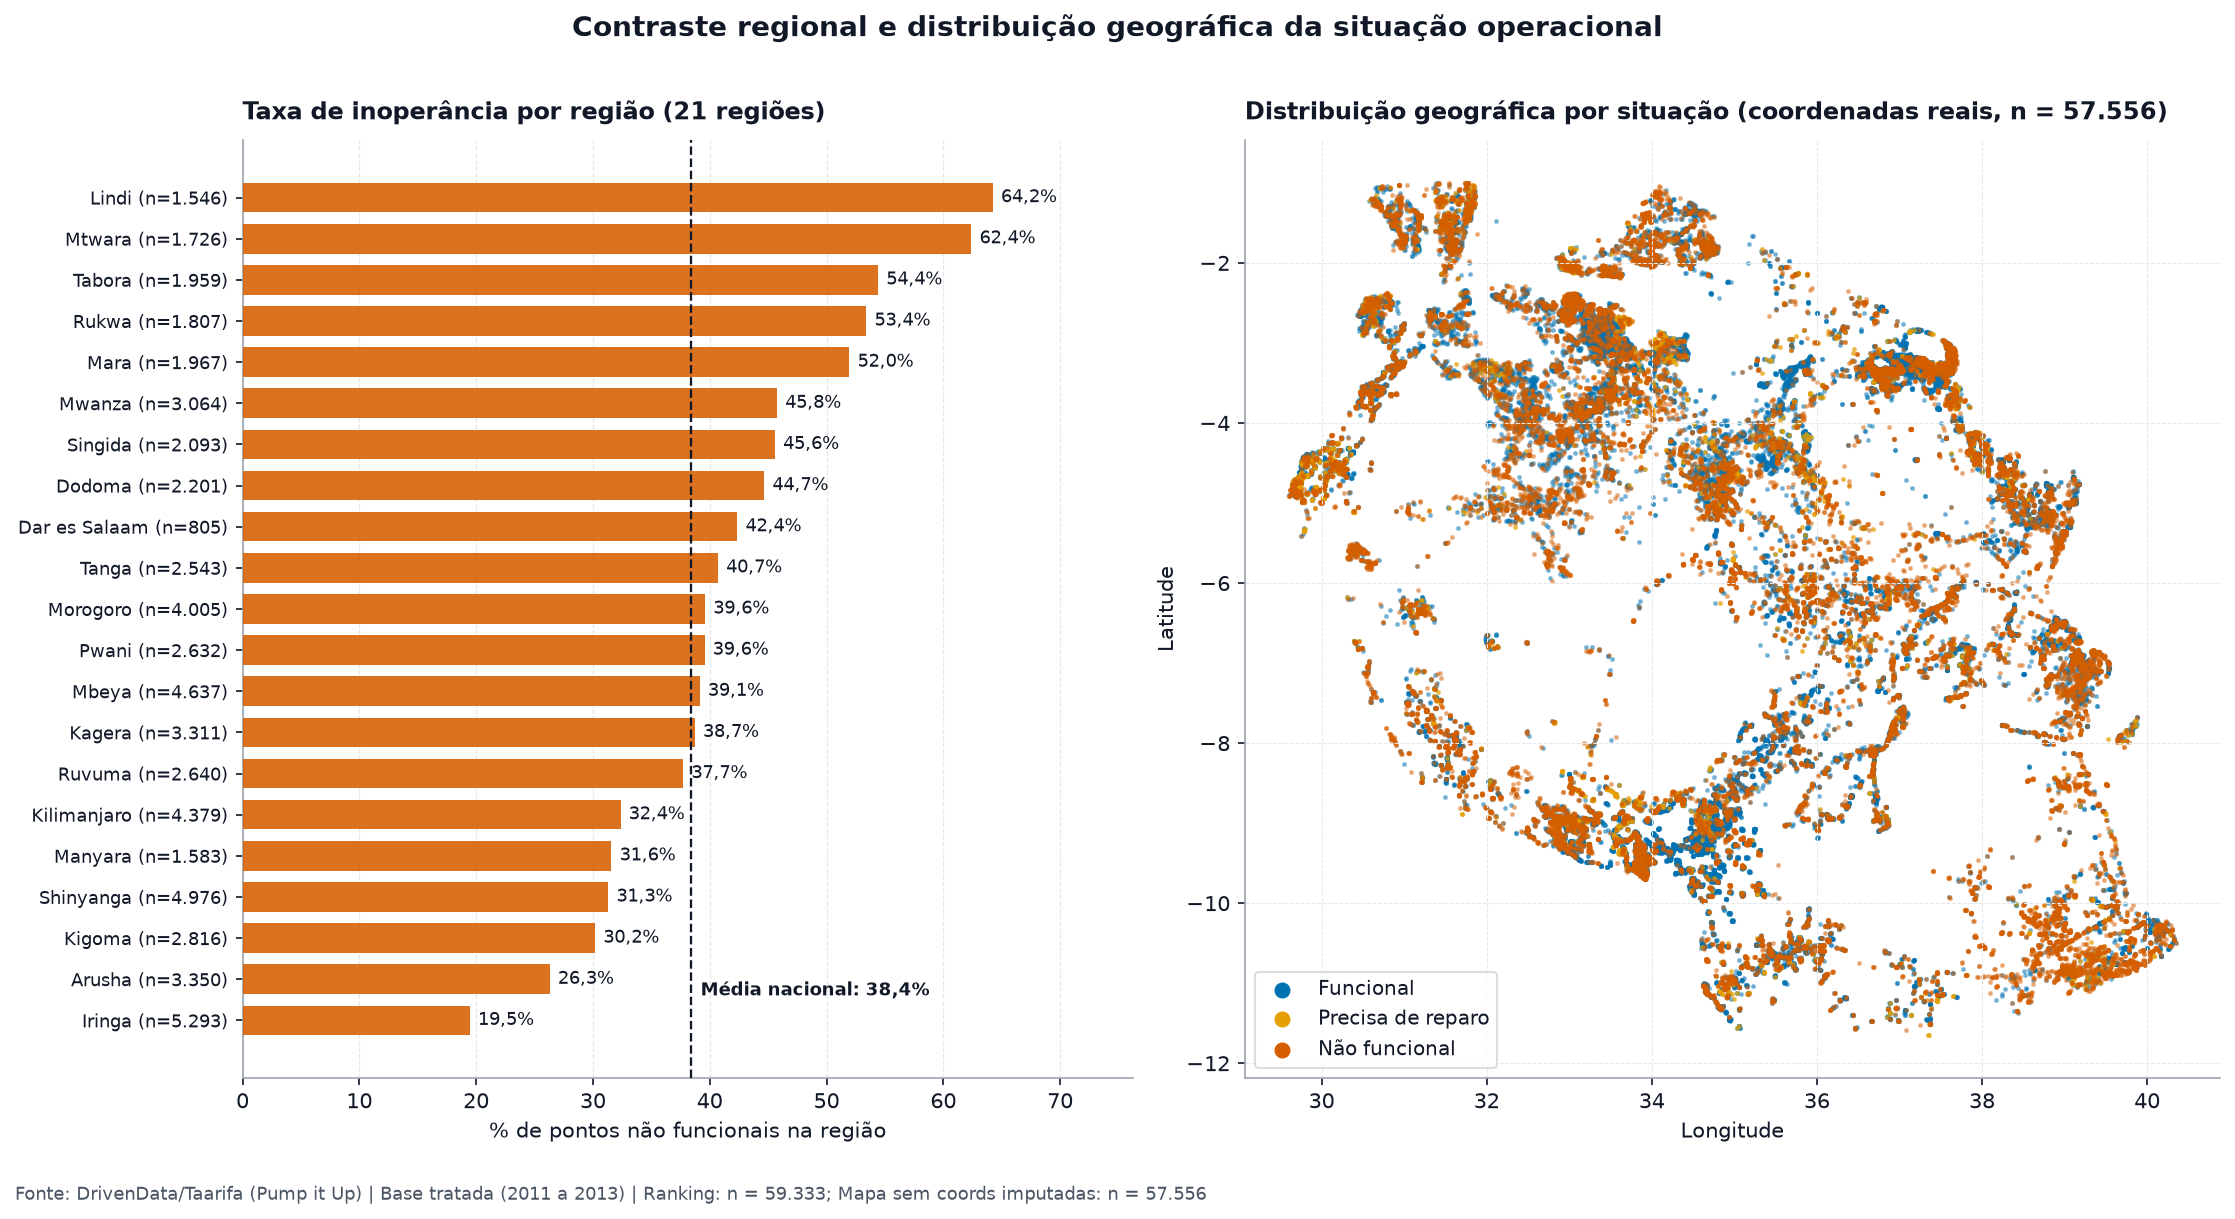 Contraste regional e distribuição geográfica da situação operacional
Taxa de inoperância por região (21 regiões)
Lindi (n=1.546)
64,2%
Mtwara (n=1.726)
62,4%
Tabora (n=1.959)
54,4%
Rukwa (n=1.807)
53,4%
Mara (n=1.967)
52,0%
Mwanza (n=3.064)
45,8%
Singida (n=2.093)
45,6%
Dodoma (n=2.201)
44,7%
Dar es Salaam (n=805)
42,4%
Tanga (n=2.543)
40,7%
Morogoro (n=4.005)
39,6%
Pwani (n=2.632)
39,6%
Mbeya (n=4.637)
39,1%
Kagera (n=3.311)
38,7%
Ruvuma (n=2.640)
37,7%
Kilimanjaro (n=4.379)
32,4%
Manyara (n=1.583)
31,6%
Shinyanga (n=4.976)
31,3%
Kigoma (n=2.816)
30,2%
Arusha (n=3.350)
26,3%
Média nacional: 38,4%
Iringa (n=5.293)
19,5%
0 10 20 30 40 50 60 70
% de pontos não funcionais na região
Distribuição geográfica por situação (coordenadas reais, n = 57.556)
−2
−4
−6
−8
−10
−12
Latitude
Funcional
Precisa de reparo
Não funcional
30 32 34 36 38 40
Longitude
Fonte: DrivenData/Taarifa (Pump it Up) | Base tratada (2011 a 2013) | Ranking: n = 59.333; Mapa sem coords imputadas: n = 57.556